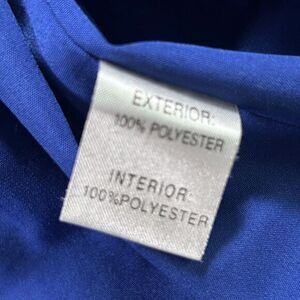 EXTERIOR:
100% POLYESTER
INTERIOR:
100%POLYESTER